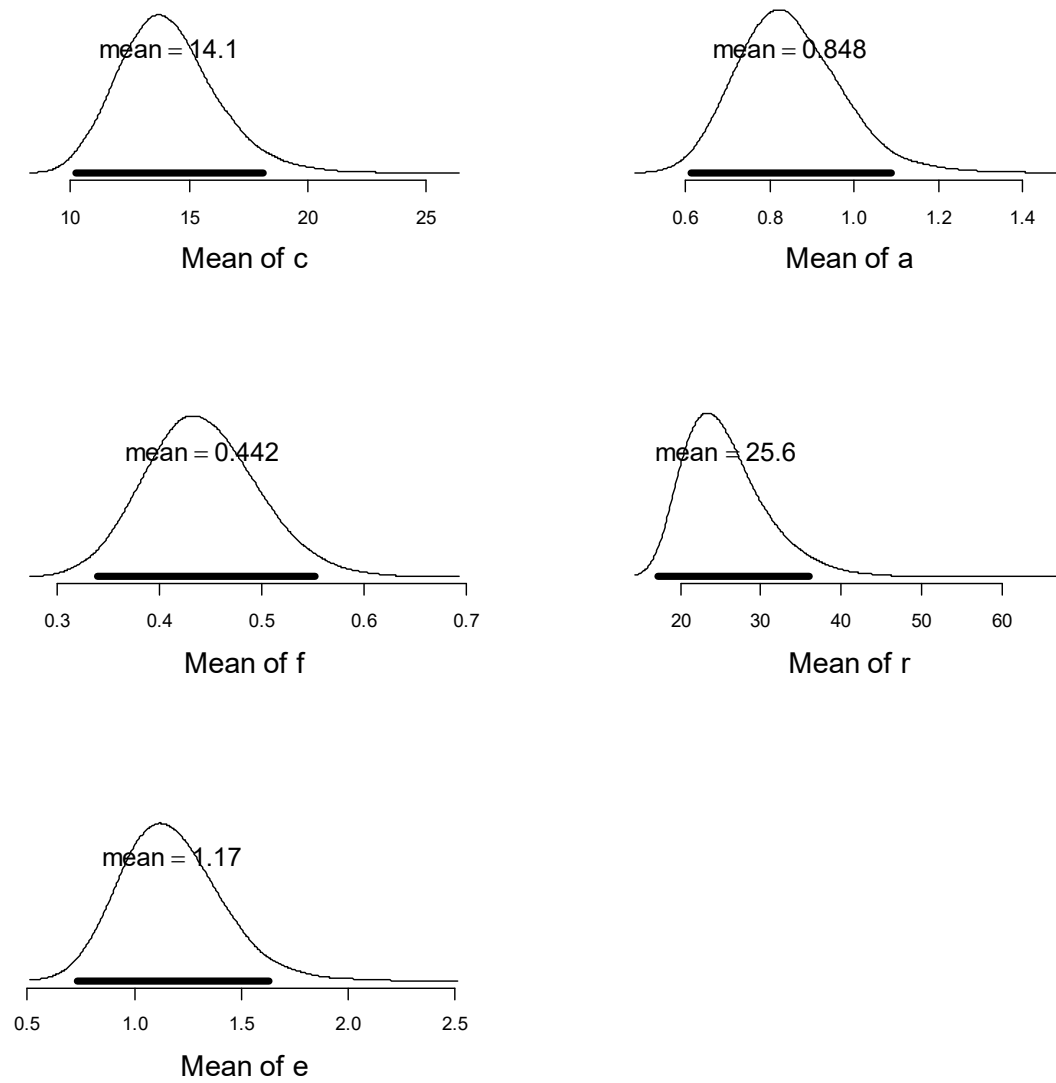 mean = 14.1
10 15 20 25
Mean of c
mean = 0.848
0.6 0.8 1.0 1.2 1.4
Mean of a
mean = 0.442
0.3 0.4 0.5 0.6 0.7
Mean of f
mean = 25.6
20 30 40 50 60
Mean of r
mean = 1.17
0.5 1.0 1.5 2.0 2.5
Mean of e